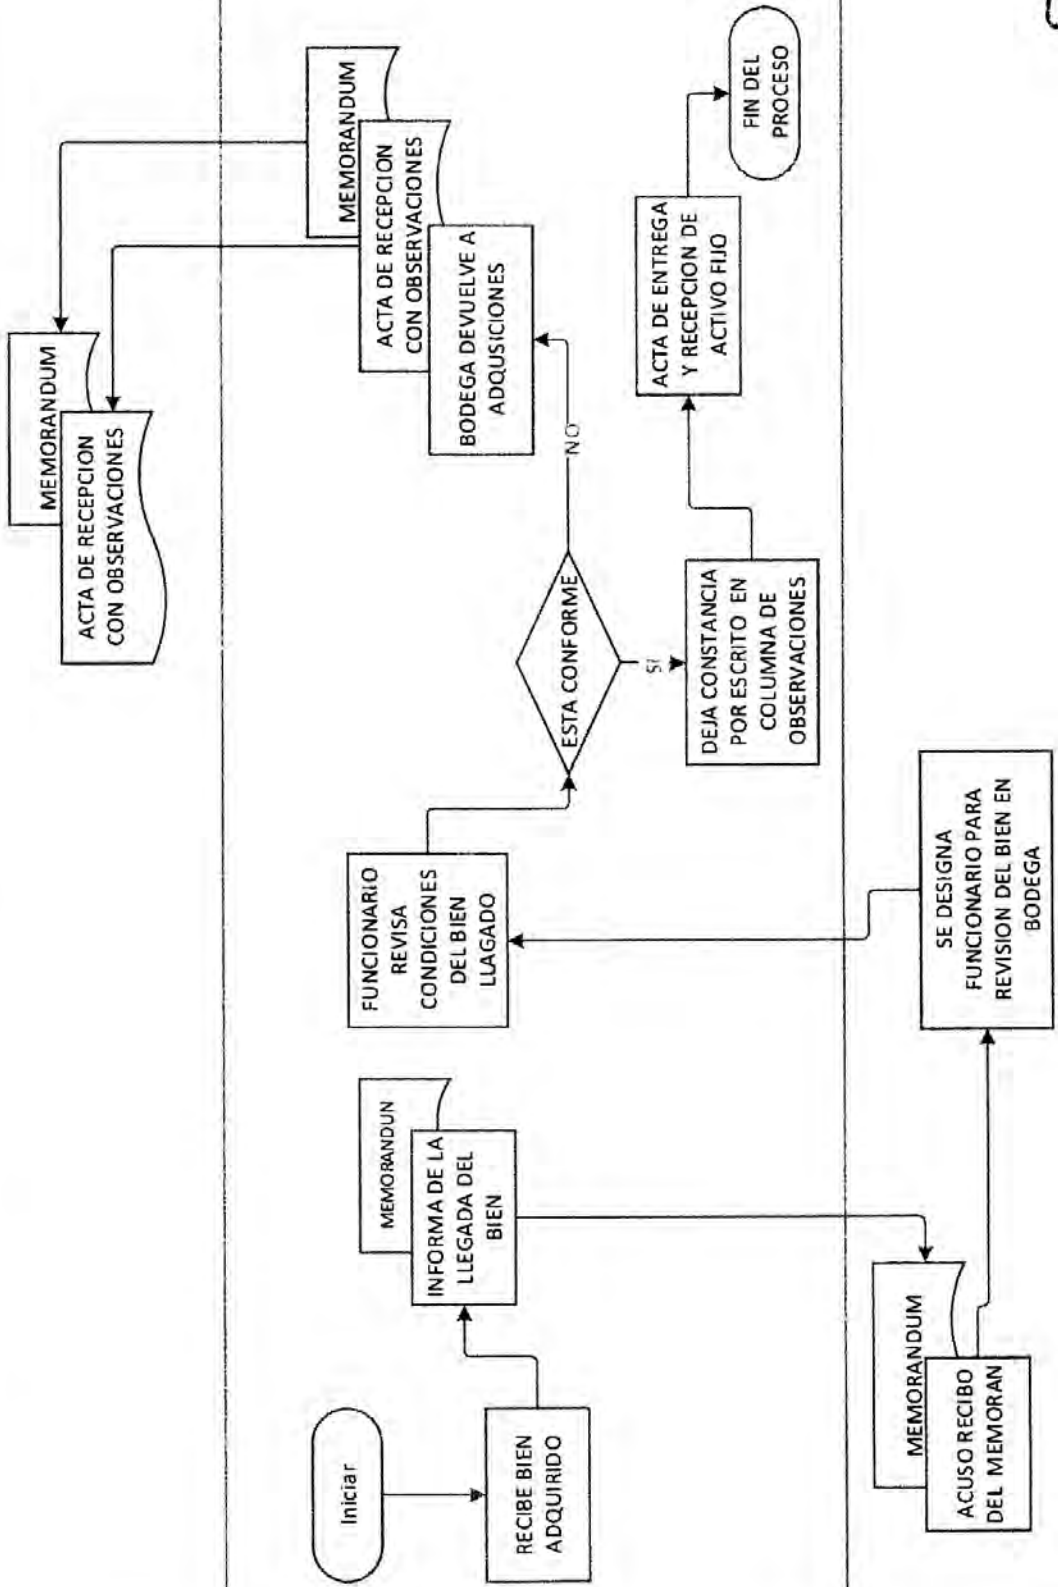 MEMORANDUM
ACTA DE RECEPCION
CON OBSERVACIONES
Iniciar
RECIBE BIEN
ADQUIRIDO
MEMORANDUN
INFORMA DE LA
LLEGADA DEL
BIEN
FUNCIONARIO
REVISA
CONDICIONES
DEL BIEN
LLAGADO
ESTA CONFORME
NO
SI
BODEGA DEVUELVE A
ADQUSICIONES
ACTA DE RECEPCION
CON OBSERVACIONES
MEMORANDUM
DEJA CONSTANCIA
POR ESCRITO EN
COLUMNA DE
OBSERVACIONES
ACTA DE ENTREGA
Y RECEPCION DE
ACTIVO FIJO
FIN DEL
PROCESO
MEMORANDUM
ACUSO RECIBO
DEL MEMORAN
SE DESIGNA
FUNCIONARIO PARA
REVISION DEL BIEN EN
BODEGA